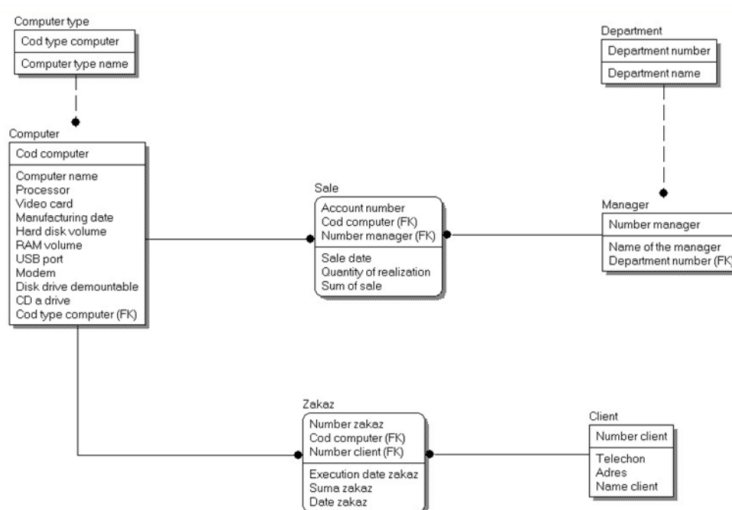 Computer type
Cod type computer
Computer type name
Department
Department number
Department name
Computer
Cod computer
Computer name
Processor
Video card
Manufacturing date
Hard disk volume
RAM volume
USB port
Modem
Disk drive demountable
CD a drive
Cod type computer (FK)
Sale
Account number
Cod computer (FK)
Number manager (FK)
Sale date
Quantity of realization
Sum of sale
Manager
Number manager
Name of the manager
Department number (FK)
Zakaz
Number zakaz
Cod computer (FK)
Number client (FK)
Execution date zakaz
Suma zakaz
Date zakaz
Client
Number client
Telechon
Adres
Name client